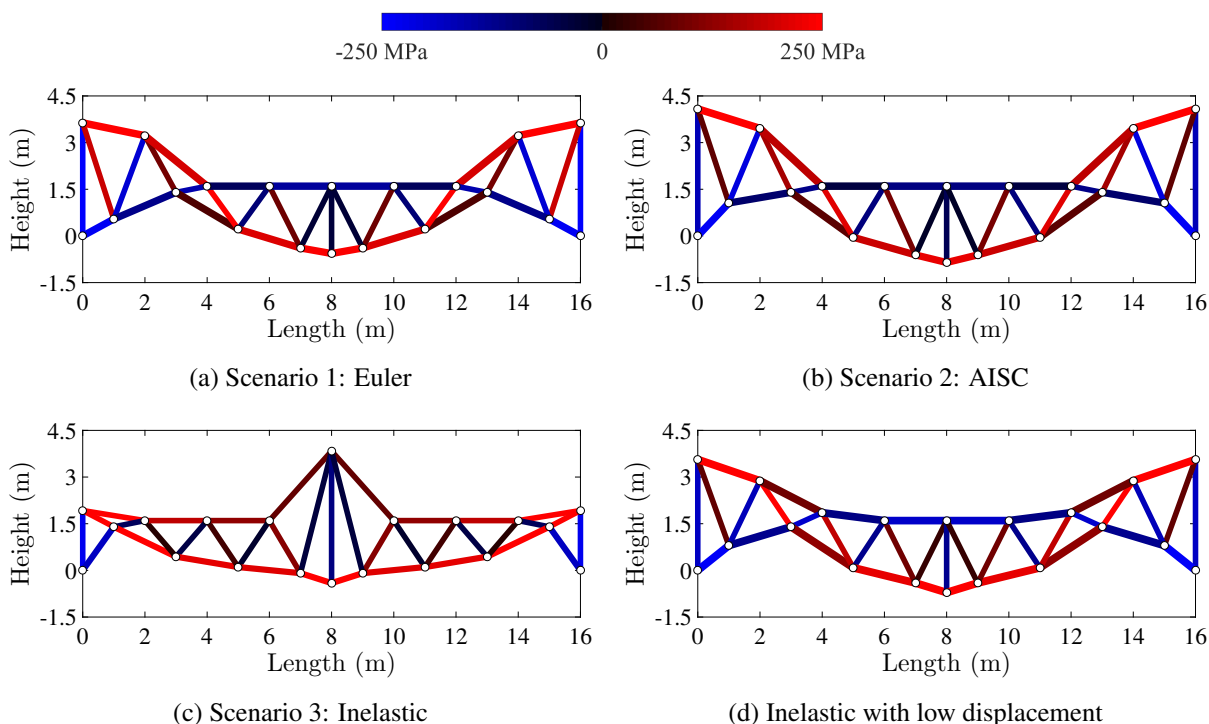 -250 MPa 0 250 MPa
4.5 3 1.5 0 -1.5
Height (m)
0 2 4 6 8 10 12 14 16
Length (m)
(a) Scenario 1: Euler
4.5 3 1.5 0 -1.5
Height (m)
0 2 4 6 8 10 12 14 16
Length (m)
(b) Scenario 2: AISC
4.5 3 1.5 0 -1.5
Height (m)
0 2 4 6 8 10 12 14 16
Length (m)
(c) Scenario 3: Inelastic
4.5 3 1.5 0 -1.5
Height (m)
0 2 4 6 8 10 12 14 16
Length (m)
(d) Inelastic with low displacement